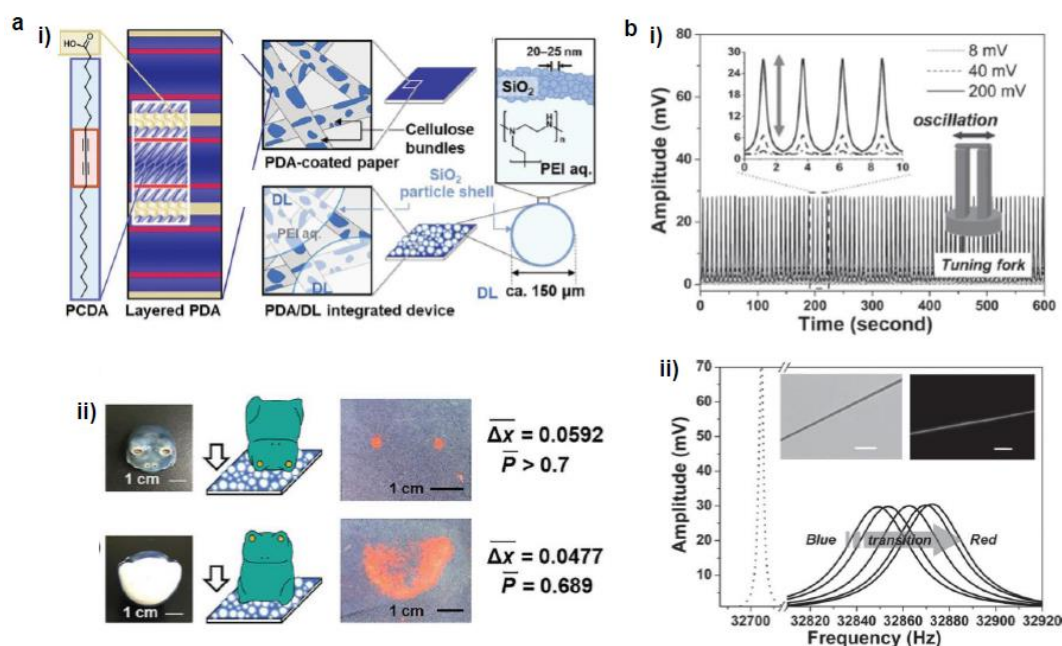 a
i)
HO
O
PCDA
Layered PDA
PDA-coated paper
Cellulose
bundles
SiO₂
particle shell
DL
PEI aq.
DL
PDA/DL integrated device
20–25 nm
SiO₂
H
N
N
n
PEI aq.
DL
ca. 150 μm
ii)
1 cm
1 cm
Δx = 0.0592
P > 0.7
1 cm
1 cm
Δx = 0.0477
P = 0.689
b
i)
Amplitude (mV)
80
60
40
20
0
30
24
18
12
6
0
0 2 4 6 8 10
8 mV
40 mV
200 mV
oscillation
Tuning fork
0 100 200 300 400 500 600
Time (second)
ii)
Amplitude (mV)
70
60
50
40
30
20
10
0
Blue
transition
Red
32700 32820 32840 32860 32880 32900 32920
Frequency (Hz)